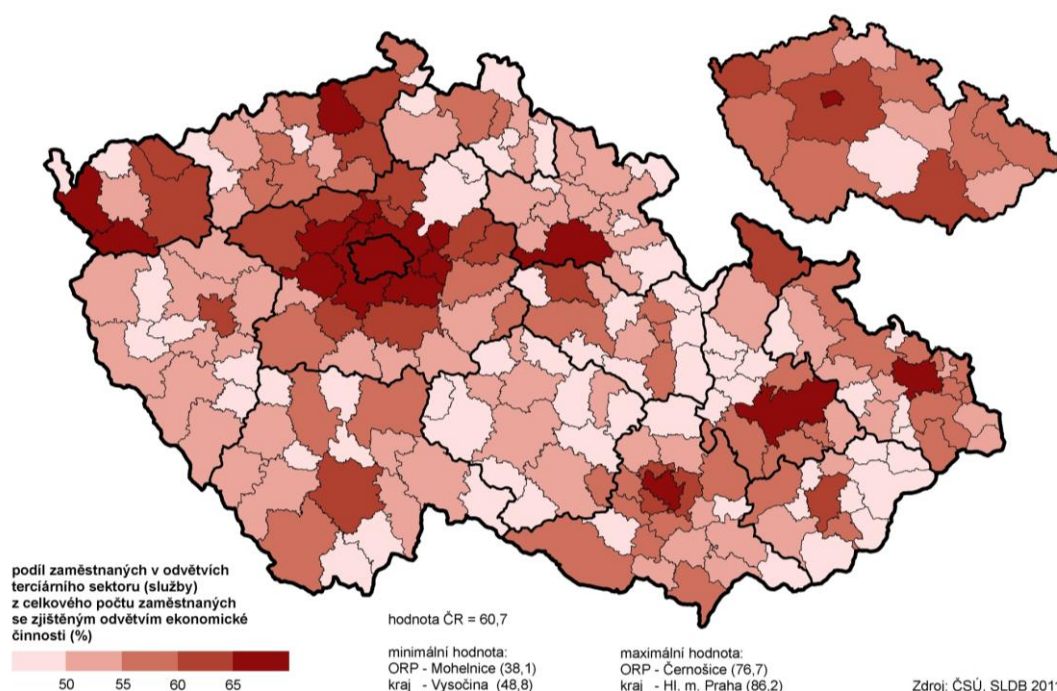 podíl zaměstnaných v odvětvích
terciárního sektoru (služby)
z celkového počtu zaměstnaných
se zjištěným odvětvím ekonomické
činnosti (%)
50 55 60 65
hodnota ČR = 60,7
minimální hodnota:
ORP - Mohelnice (38,1)
kraj - Vysočina (48,8)
maximální hodnota:
ORP - Černošice (76,7)
kraj - Hl. m. Praha (86,2)
Zdroj: ČSÚ, SLDB 2011